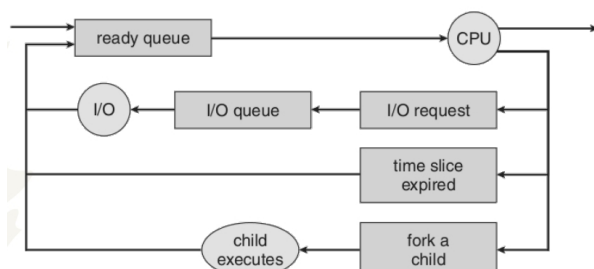 ready queue
CPU
I/O
I/O queue
I/O request
time slice
expired
child
executes
fork a
child